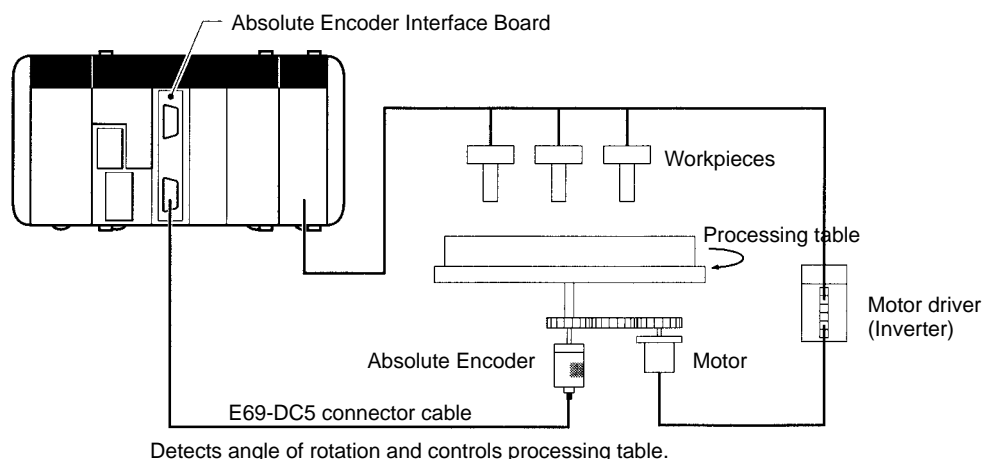 Absolute Encoder Interface Board
Workpieces
Processing table
Motor driver
(Inverter)
Absolute Encoder
Motor
E69-DC5 connector cable
Detects angle of rotation and controls processing table.